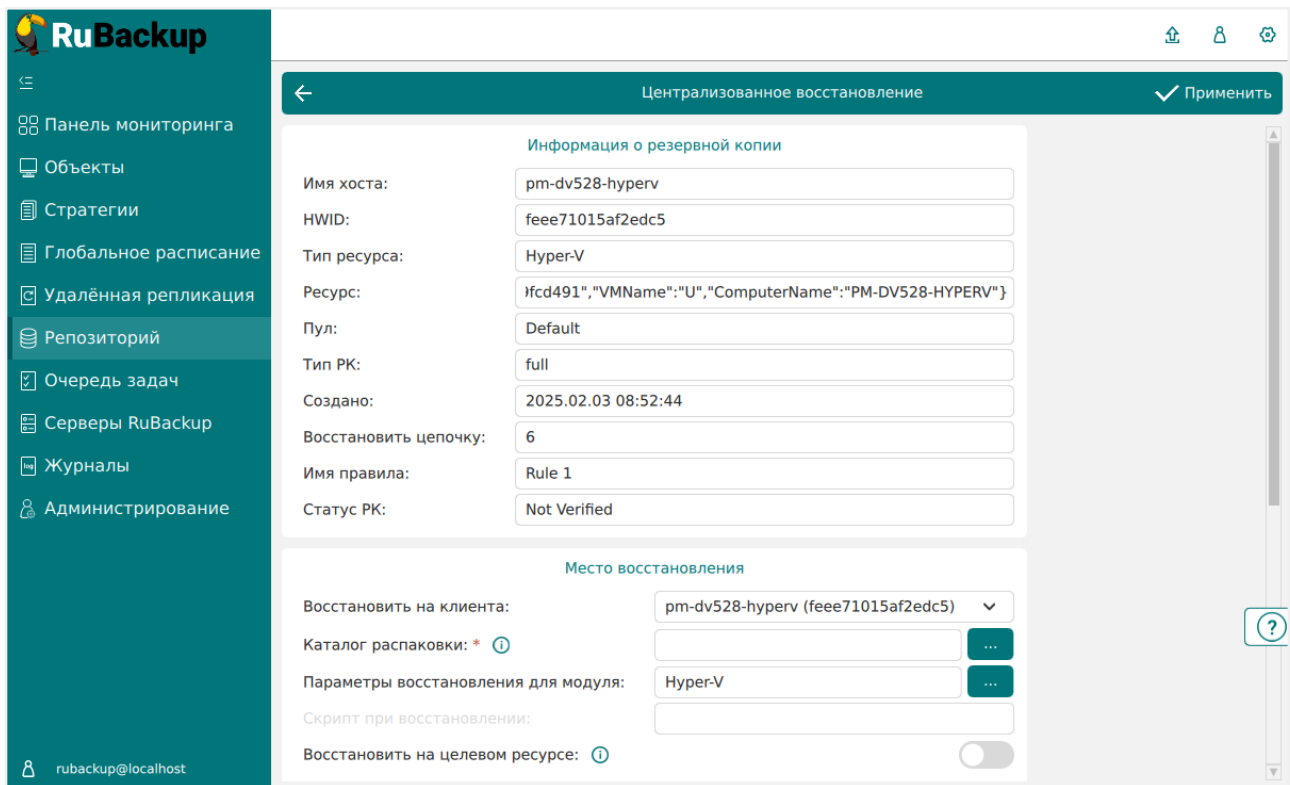 RuBackup
Централизованное восстановление
Применить
Панель мониторинга
Объекты
Стратегии
Глобальное расписание
Удалённая репликация
Репозиторий
Очередь задач
Серверы RuBackup
log Журналы
Администрирование
rubackup@localhost
Информация о резервной копии
Имя хоста: pm-dv528-hyperv
HWID: feee71015af2edc5
Тип ресурса: Hyper-V
Ресурс: fcd491","VMName":"U","ComputerName":"PM-DV528-HYPERV"}
Пул: Default
Тип РК: full
Создано: 2025.02.03 08:52:44
Восстановить цепочку: 6
Имя правила: Rule 1
Статус РК: Not Verified
Место восстановления
Восстановить на клиента: pm-dv528-hyperv (feee71015af2edc5)
Каталог распаковки: * ...
Параметры восстановления для модуля: Hyper-V ...
Скрипт при восстановлении:
Восстановить на целевом ресурсе:
?